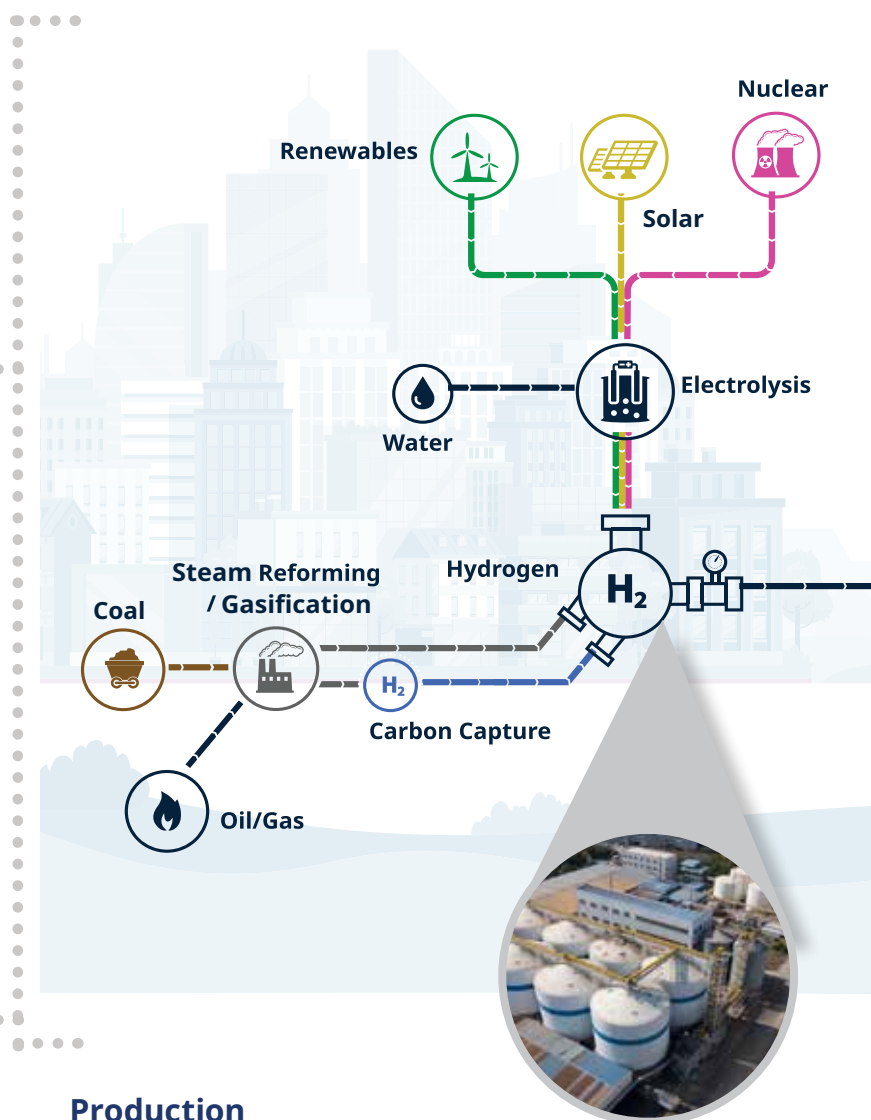 Nuclear
Renewables
Solar
Electrolysis
Water
Hydrogen
H₂
Steam Reforming
/ Gasification
Coal
H₂
Carbon Capture
Oil/Gas
Production